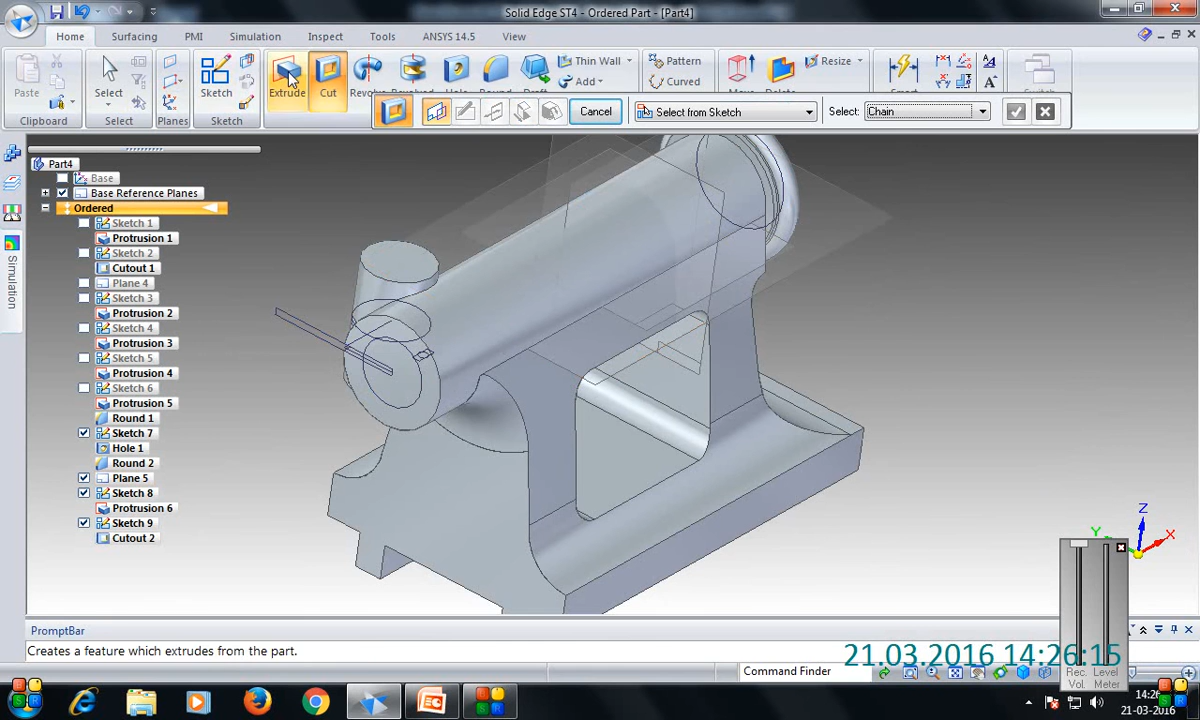 Solid Edge ST4 - Ordered Part - [Part4]
Home Surfacing PMI Simulation Inspect Tools ANSYS 14.5 View
Paste
Clipboard
Select
Select
Planes
Sketch
Sketch
Extrude
Cut
Thin Wall
Add
Pattern
Curved
Resize
Cancel
Select from Sketch
Select:
Chain
Simulation
Part4
Base
Base Reference Planes
Ordered
Sketch 1
Protrusion 1
Sketch 2
Cutout 1
Plane 4
Sketch 3
Protrusion 2
Sketch 4
Protrusion 3
Sketch 5
Protrusion 4
Sketch 6
Protrusion 5
Round 1
Sketch 7
Hole 1
Round 2
Plane 5
Sketch 8
Protrusion 6
Sketch 9
Cutout 2
Z
Y
X
PromptBar
Creates a feature which extrudes from the part.
21.03.2016 14:26:15
Command Finder
Rec. Level
Vol. Meter
14:26
21-03-2016